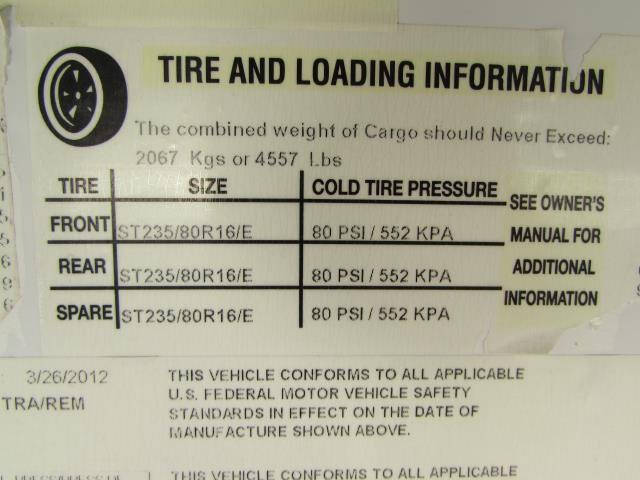 TIRE AND LOADING INFORMATION
The combined weight of Cargo should Never Exceed:
2067 Kgs or 4557 Lbs
TIRE SIZE COLD TIRE PRESSURE
FRONT ST235/80R16/E 80 PSI / 552 KPA
REAR ST235/80R16/E 80 PSI / 552 KPA
SPARE ST235/80R16/E 80 PSI / 552 KPA
SEE OWNER'S
MANUAL FOR
ADDITIONAL
INFORMATION
3/26/2012
TRA/REM
THIS VEHICLE CONFORMS TO ALL APPLICABLE
U.S. FEDERAL MOTOR VEHICLE SAFETY
STANDARDS IN EFFECT ON THE DATE OF
MANUFACTURE SHOWN ABOVE.
THIS VEHICLE CONFORMS TO ALL APPLICABLE